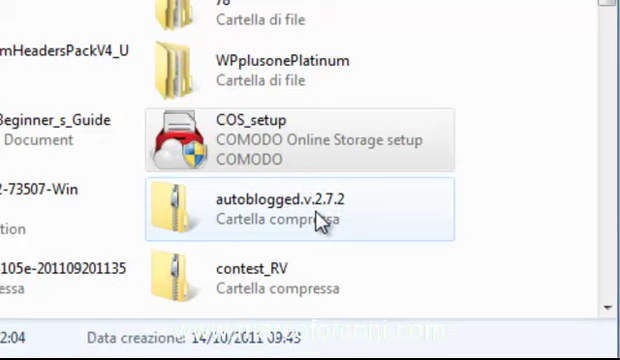 78
Cartella di file
mHeadersPackV4_U
WPplusonePlatinum
Cartella di file
Beginner_s_Guide
Document
COS_setup
COMODO Online Storage setup
COMODO
2-73507-Win
tion
autoblogged.v.2.7.2
Cartella compressa
105e-201109201135
essa
contest_RV
Cartella compressa
2:04
Data creazione: 14/10/2011 09:43